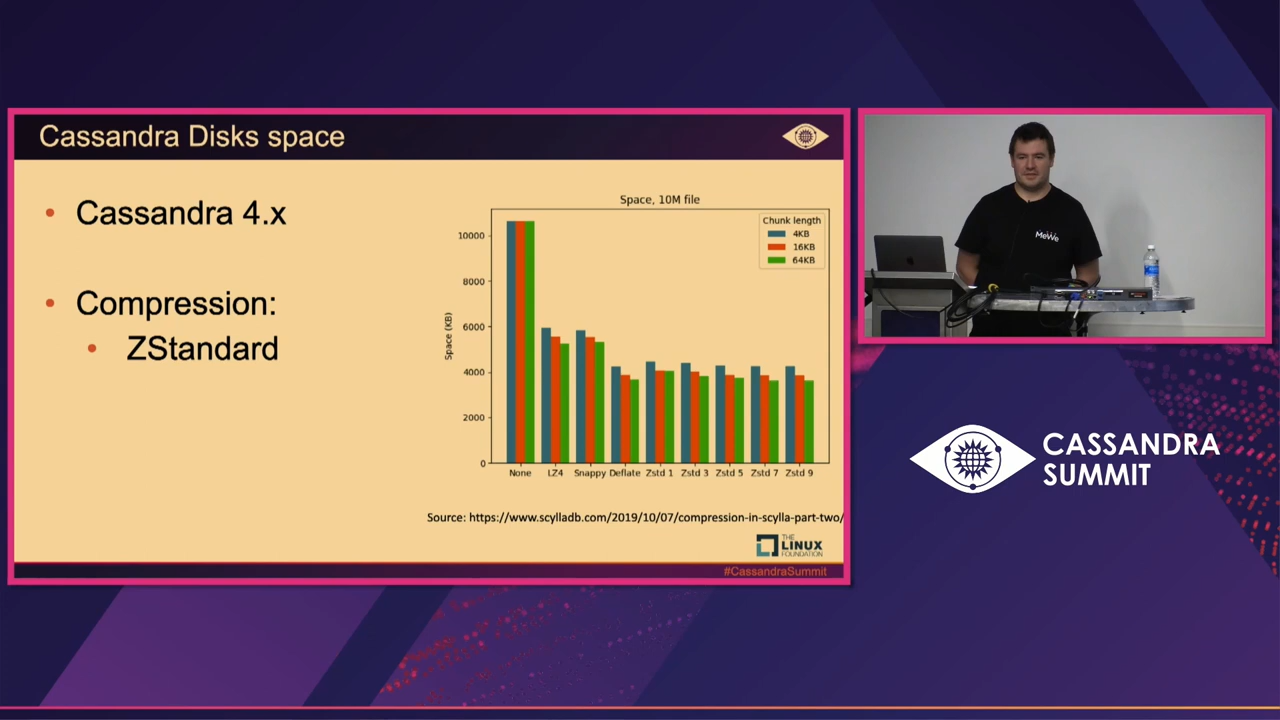 Cassandra Disks space
Cassandra 4.x
Compression:
ZStandard
Space, 10M file
Chunk length
4KB
16KB
64KB
Space (KB)
10000
8000
6000
4000
2000
0
None LZ4 Snappy Deflate Zstd 1 Zstd 3 Zstd 5 Zstd 7 Zstd 9
Source: https://www.scylladb.com/2019/10/07/compression-in-scylla-part-two/
THE
LINUX
FOUNDATION
#CassandraSummit
MeWe
CASSANDRA
SUMMIT